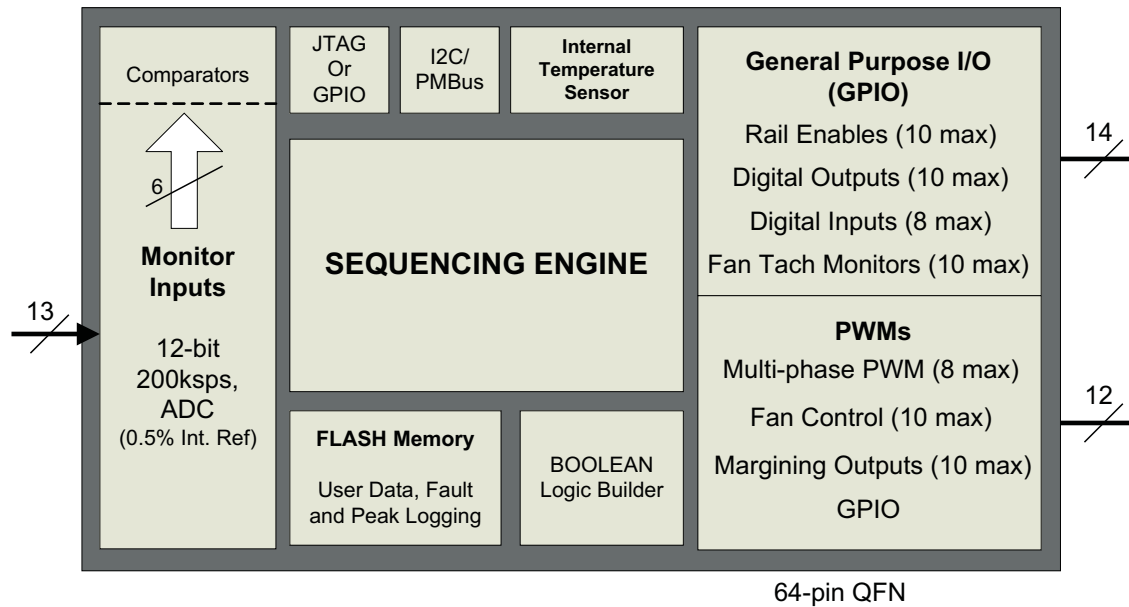 Comparators
6
Monitor
Inputs
12-bit
200ksps,
ADC
(0.5% Int. Ref)
13
JTAG
Or
GPIO
I2C/
PMBus
Internal
Temperature
Sensor
SEQUENCING ENGINE
FLASH Memory
User Data, Fault
and Peak Logging
BOOLEAN
Logic Builder
General Purpose I/O
(GPIO)
Rail Enables (10 max)
Digital Outputs (10 max)
Digital Inputs (8 max)
Fan Tach Monitors (10 max)
14
PWMs
Multi-phase PWM (8 max)
Fan Control (10 max)
Margining Outputs (10 max)
GPIO
12
64-pin QFN